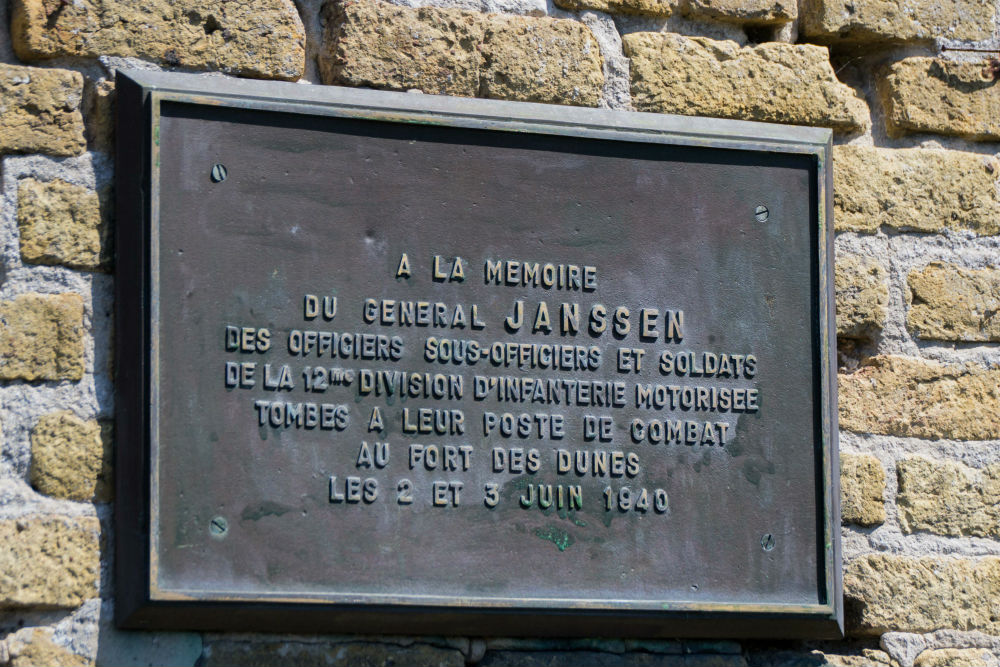 A LA MEMOIRE
DU GENERAL JANSSEN
DES OFFICIERS SOUS-OFFICIERS ET SOLDATS
DE LA 12me DIVISION D'INFANTERIE MOTORISEE
TOMBES A LEUR POSTE DE COMBAT
AU FORT DES DUNES
LES 2 ET 3 JUIN 1940